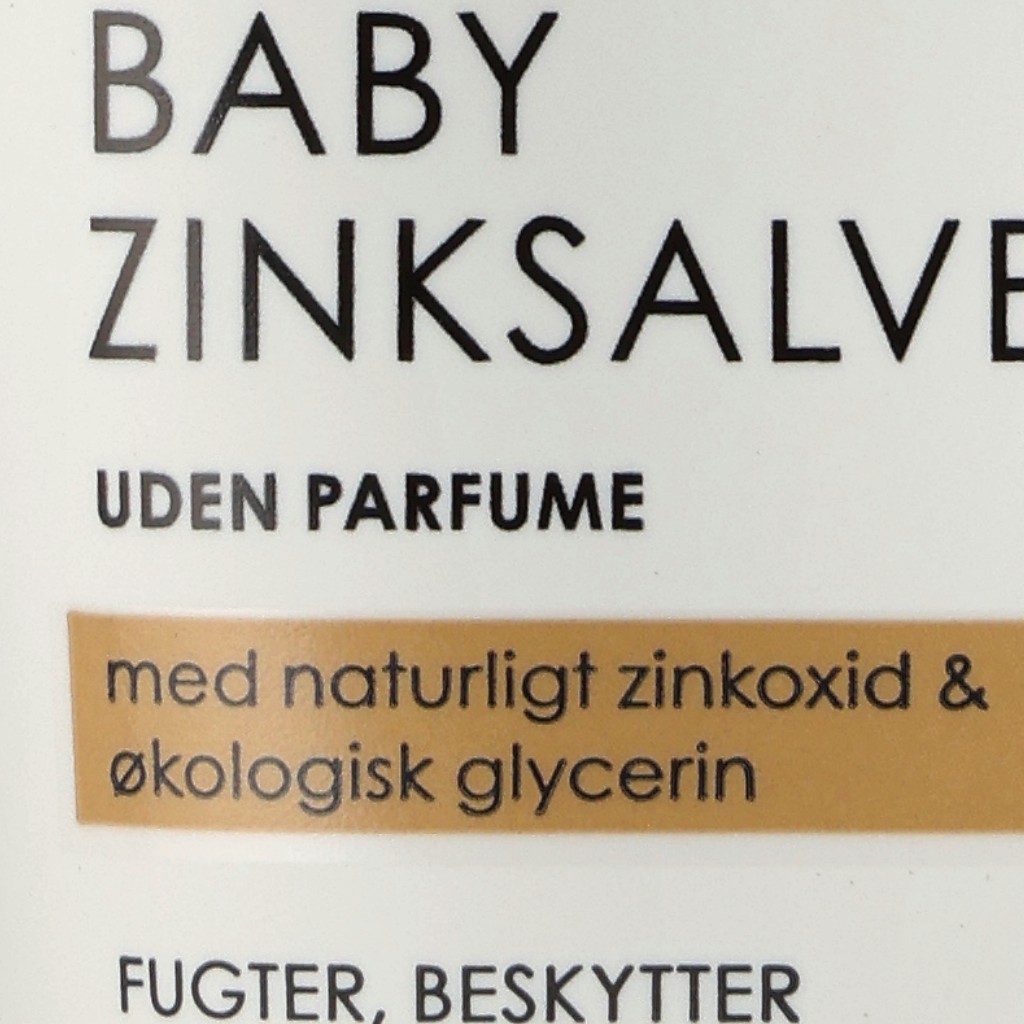 BABY
ZINKSALVE
UDEN PARFUME
med naturligt zinkoxid &
økologisk glycerin
FUGTER, BESKYTTER